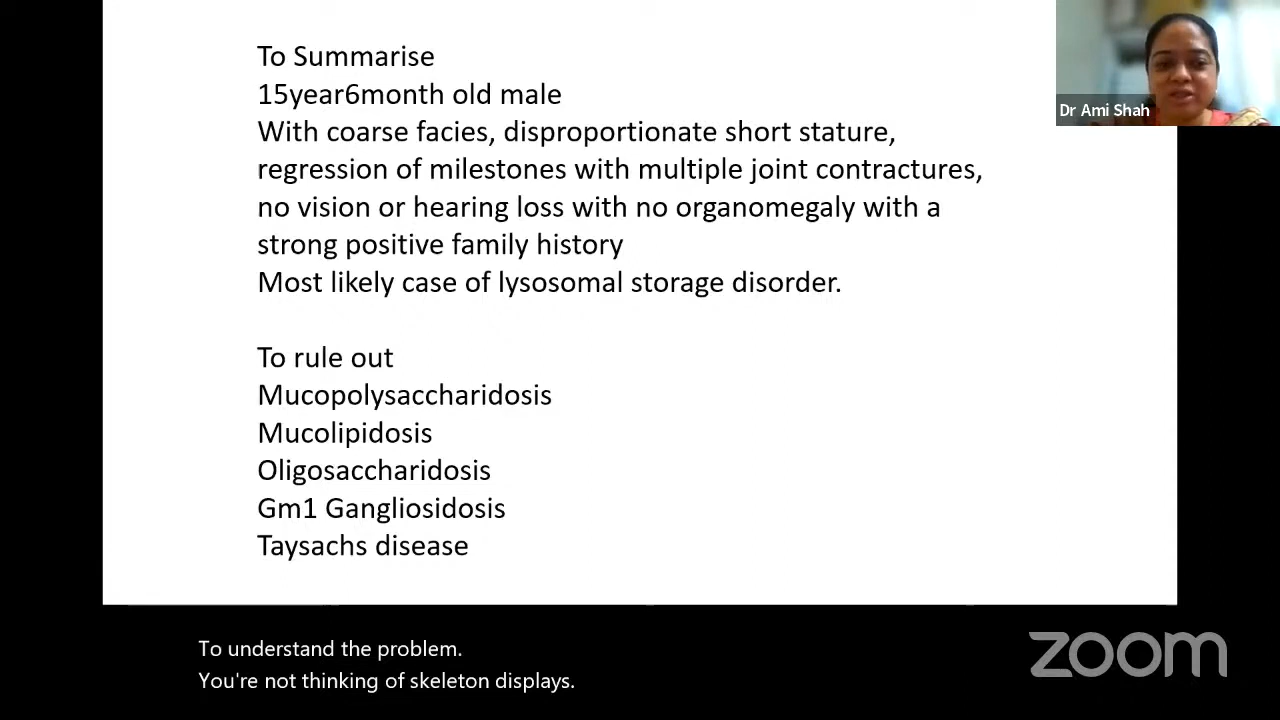 To Summarise
15year6month old male
With coarse facies, disproportionate short stature,
regression of milestones with multiple joint contractures,
no vision or hearing loss with no organomegaly with a
strong positive family history
Most likely case of lysosomal storage disorder.
To rule out
Mucopolysaccharidosis
Mucolipidosis
Oligosaccharidosis
Gm1 Gangliosidosis
Taysachs disease
Dr Ami Shah
To understand the problem.
You're not thinking of skeleton displays.
zoom